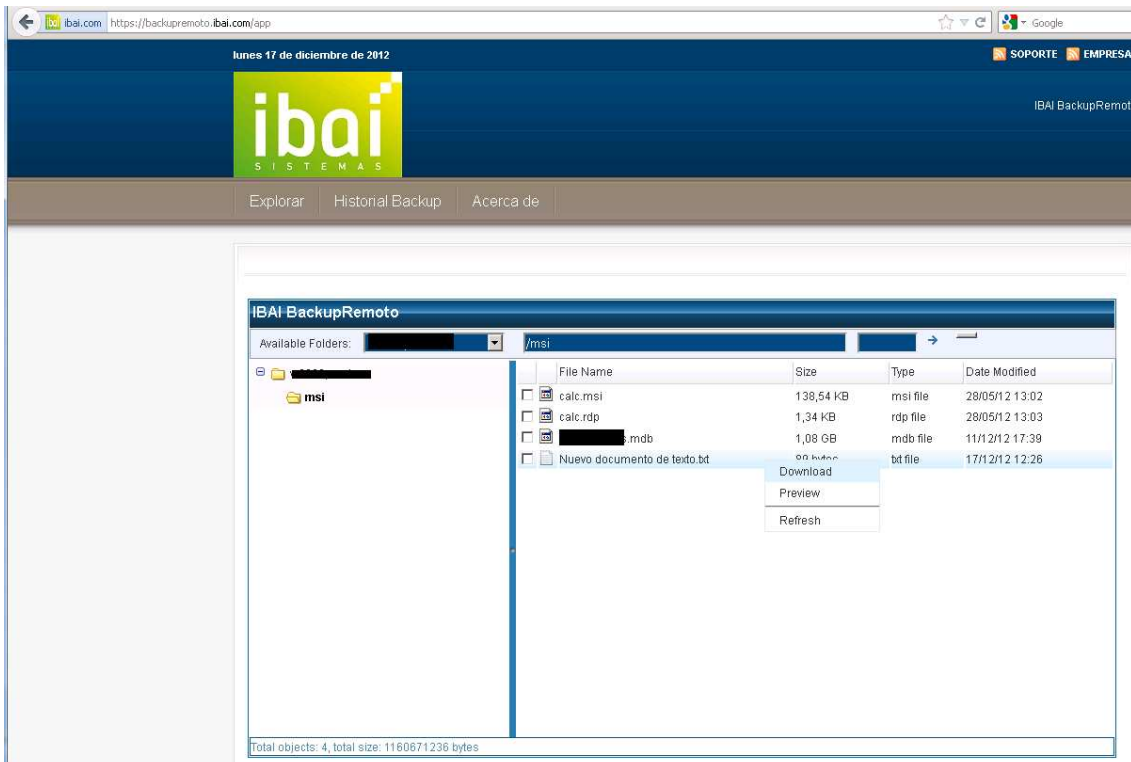 ibai.com https://backupremoto.ibai.com/app Google
lunes 17 de diciembre de 2012 SOPORTE EMPRESA
ibai
SISTEMAS
IBAI BackupRemot
Explorar Historial Backup Acerca de
IBAI BackupRemoto
Available Folders: /msi
msi
File Name Size Type Date Modified
calc.msi 138,54 KB msi file 28/05/12 13:02
calc.rdp 1,34 KB rdp file 28/05/12 13:03
s.mdb 1,08 GB mdb file 11/12/12 17:39
Nuevo documento de texto.txt bytes txt file 17/12/12 12:26
Download
Preview
Refresh
Total objects: 4, total size: 1160671236 bytes